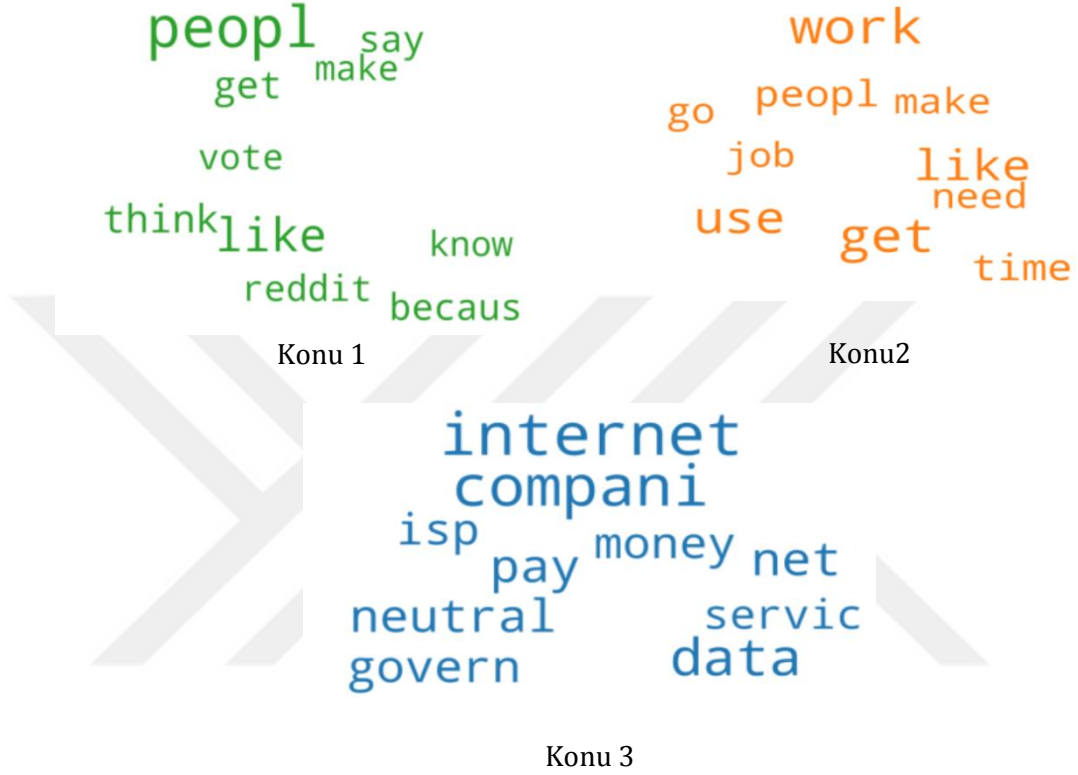 peopl say
make
get
vote
think like
know
reddit
becaus
Konu 1
work
peopl make
go
job
like
need
use
get
time
Konu2
internet
compani
isp
money
net
pay
neutral
servic
govern
data
Konu 3